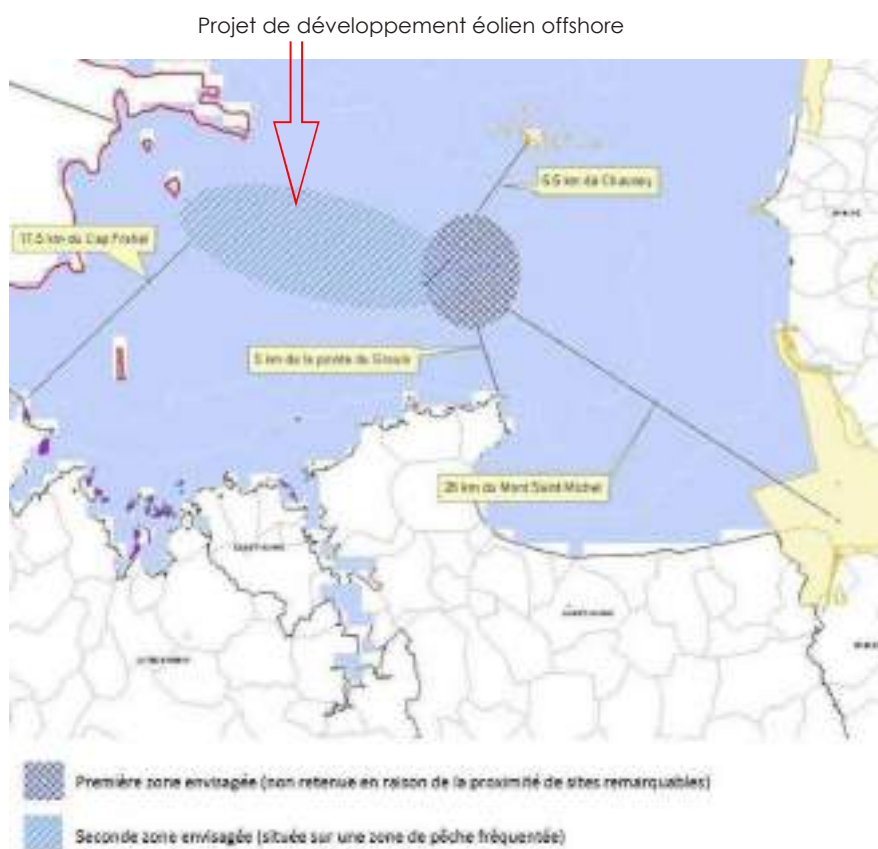 Projet de développement éolien offshore
6.5 km de Chausey
17.5 km du Cap Fréhel
5 km de la pointe du Grouin
26 km du Mont Saint-Michel
Première zone envisagée (non retenue en raison de la proximité de sites remarquables)
Seconde zone envisagée (située sur une zone de pêche fréquentée)